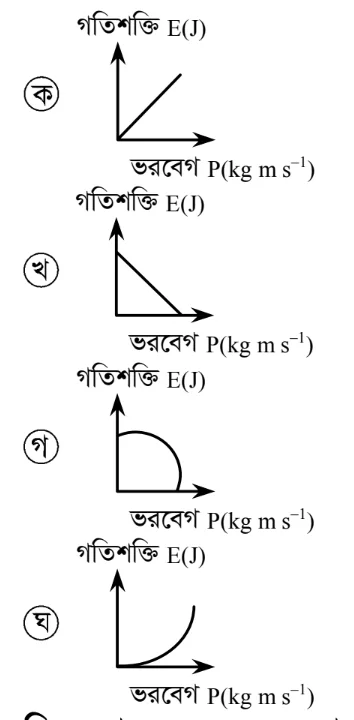 গতিশক্তি E(J)
ক
ভরবেগ P(kg m s⁻¹)
গতিশক্তি E(J)
খ
ভরবেগ P(kg m s⁻¹)
গতিশক্তি E(J)
গ
ভরবেগ P(kg m s⁻¹)
গতিশক্তি E(J)
ঘ
ভরবেগ P(kg m s⁻¹)